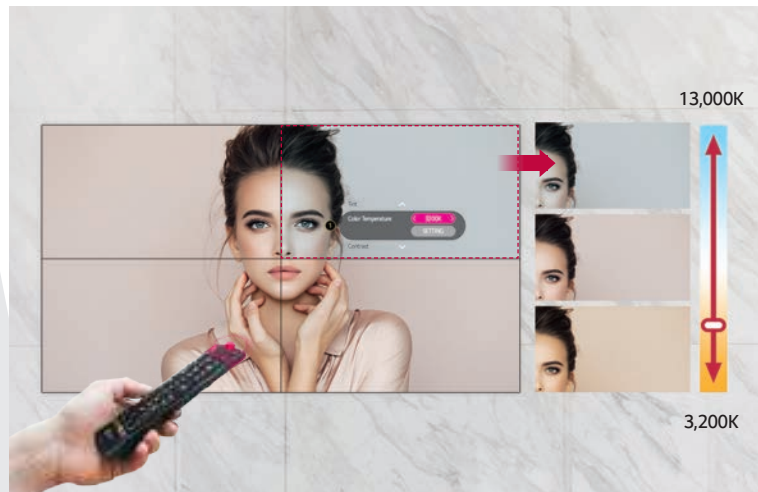 13,000K
Color Temperature
SETTING
Contrast
3,200K